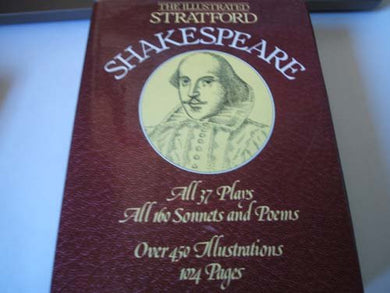 THE ILLUSTRATED
STRATFORD
SHAKESPEARE
All 37 Plays
All 160 Sonnets and Poems
Over 450 Illustrations
1024 Pages